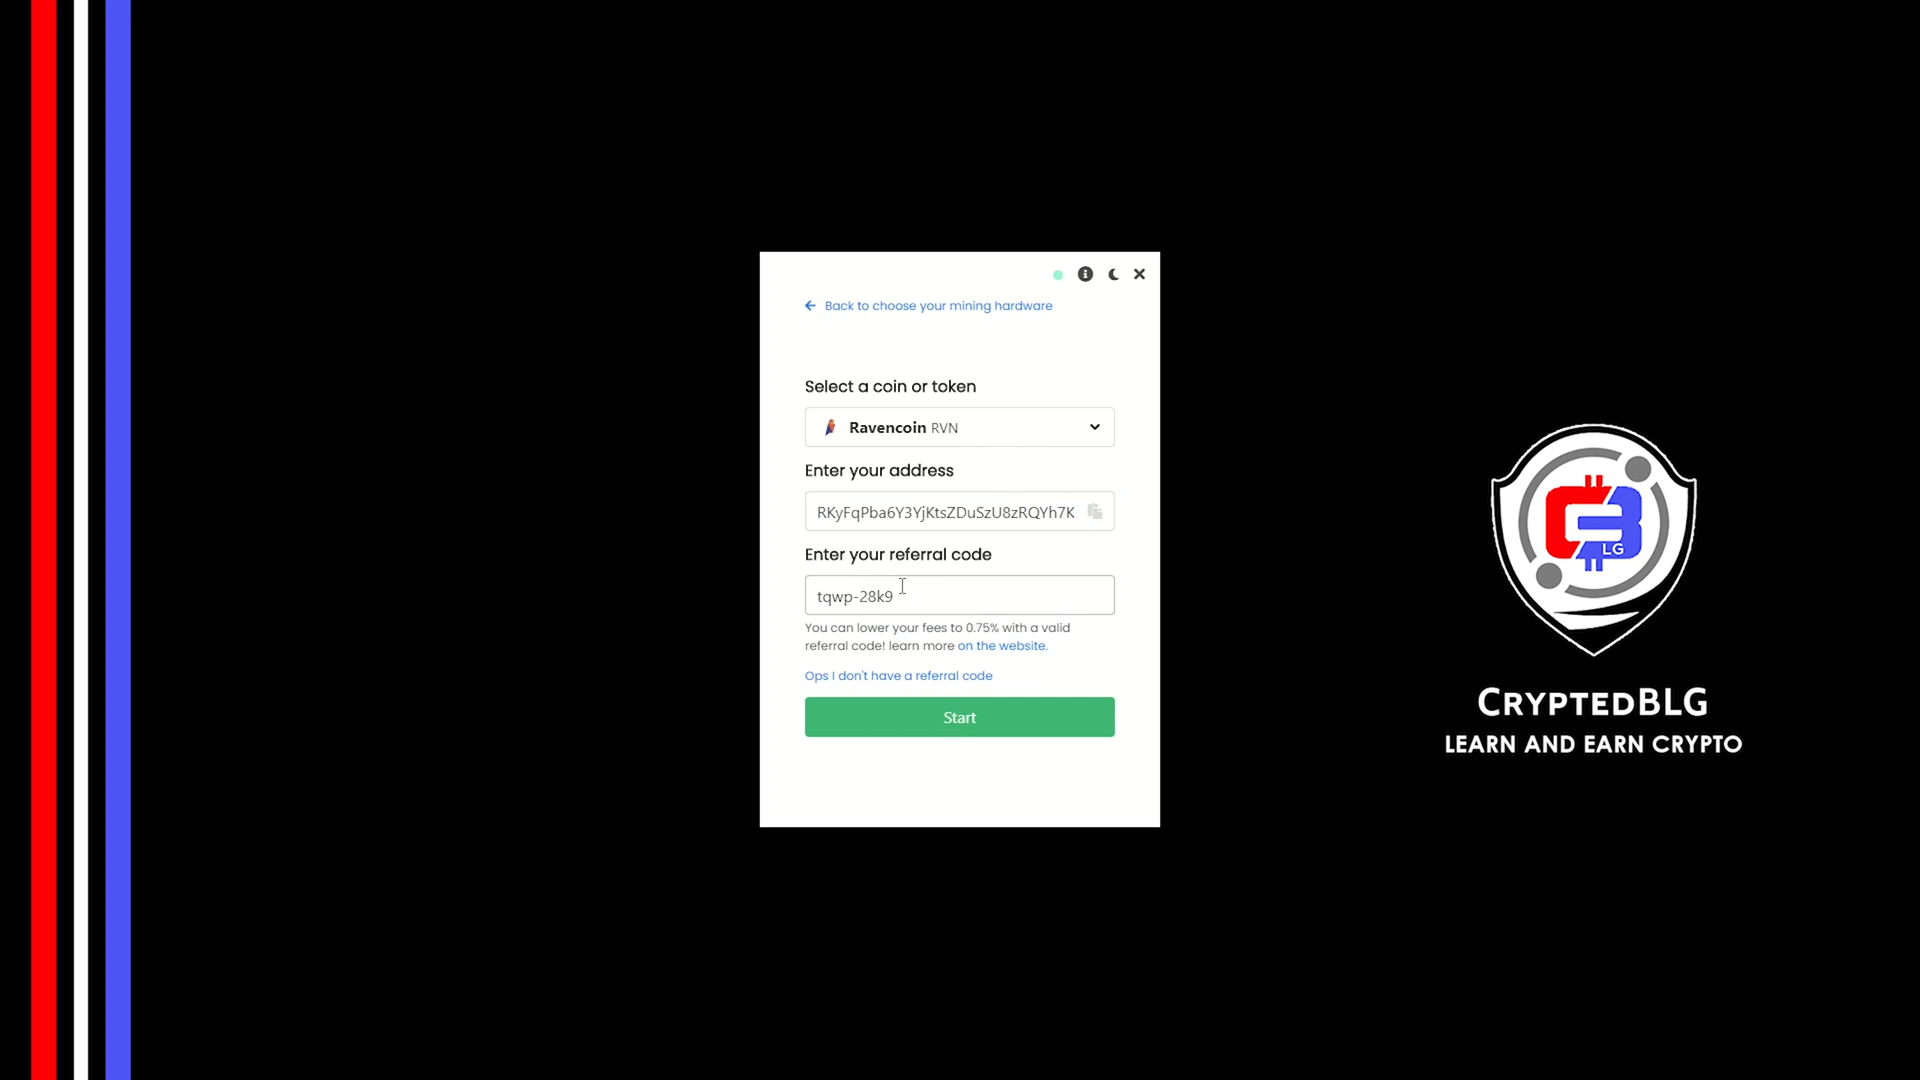 Back to choose your mining hardware
Select a coin or token
Ravencoin RVN
Enter your address
RKyFqPba6Y3YjKtsZDuSzU8zRQYh7K
Enter your referral code
tqwp-28k9
You can lower your fees to 0.75% with a valid
referral code! learn more on the website.
Ops I don't have a referral code
Start
LG
CRYPTEDBLG
LEARN AND EARN CRYPTO